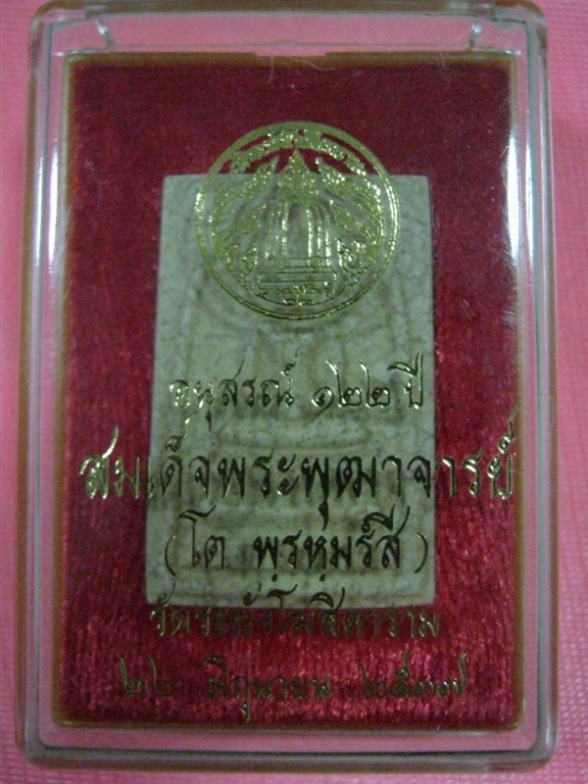 อนุสรณ์ ๑๒๒ ปี
สมเด็จพระพุฒาจารย์
(โต พฺรหฺมรํสี)
วัดระฆังโฆสิตาราม
๒๒ มิถุนายน ๒๕๓๗